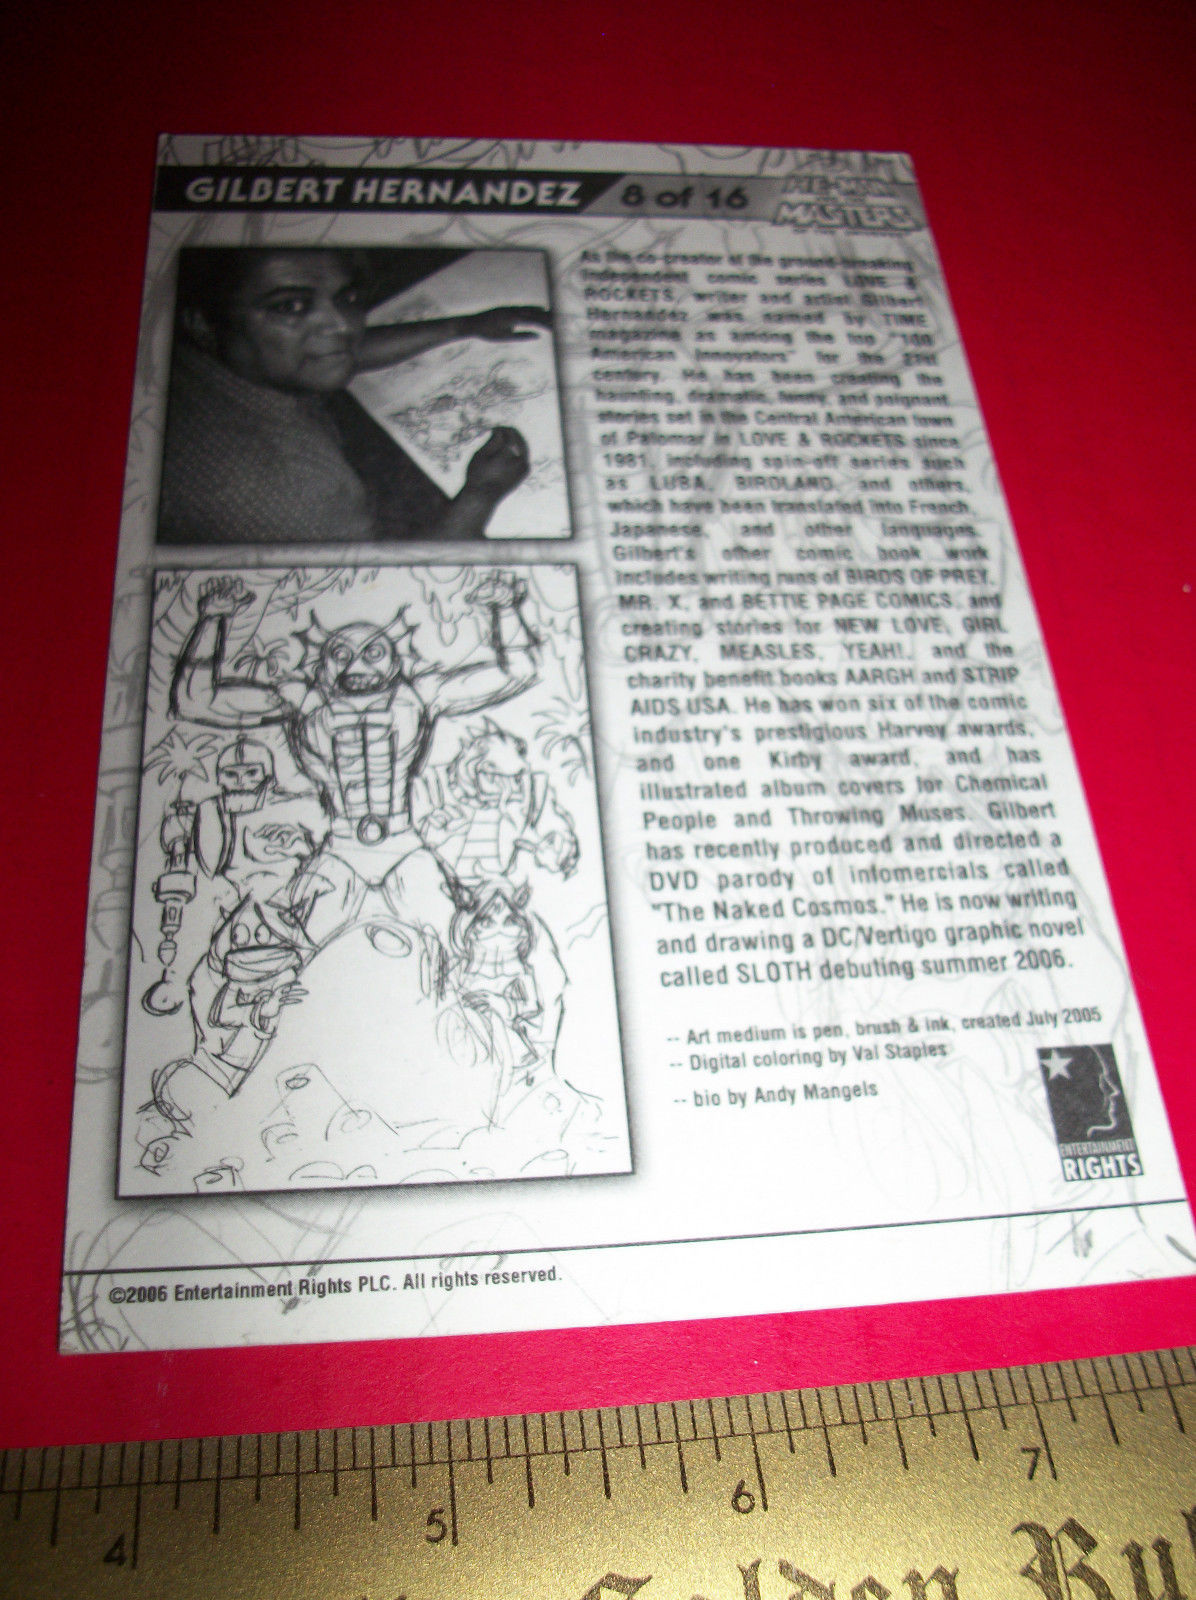 GILBERT HERNANDEZ 8 of 16 HE-MAN
MASTERS
As the co-creator of the ground-breaking
independent comic series LOVE &
ROCKETS, writer and artist Gilbert
Hernandez was named by TIME
magazine as among the top "100
American Innovators" for the 21st
century. He has been creating the
haunting, dramatic, funny, and poignant
stories set in the Central American town
of Palomar in LOVE & ROCKETS since
1981, including spin-off series such
as LUBA, BIRDLAND, and others,
which have been translated into French,
Japanese, and other languages.
Gilbert's other comic book work
includes writing runs of BIRDS OF PREY,
MR. X, and BETTIE PAGE COMICS, and
creating stories for NEW LOVE, GIRL
CRAZY, MEASLES, YEAH!, and the
charity benefit books AARGH and STRIP
AIDS USA. He has won six of the comic
industry's prestigious Harvey awards,
and one Kirby award, and has
illustrated album covers for Chemical
People and Throwing Muses. Gilbert
has recently produced and directed a
DVD parody of infomercials called
"The Naked Cosmos." He is now writing
and drawing a DC/Vertigo graphic novel
called SLOTH debuting summer 2006.
-- Art medium is pen, brush & ink, created July 2005
-- Digital coloring by Val Staples
-- bio by Andy Mangels
ENTERTAINMENT
RIGHTS
©2006 Entertainment Rights PLC. All rights reserved.
4 5 6 7
Golden Ru